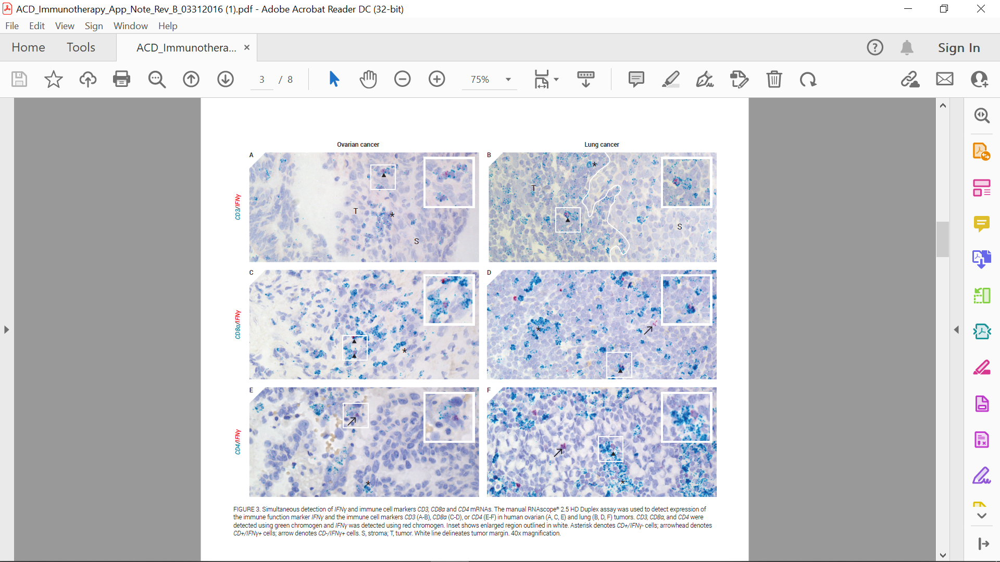 ACD_Immunotherapy_App_Note_Rev_B_03312016 (1).pdf - Adobe Acrobat Reader DC (32-bit)
File Edit View Sign Window Help
Home Tools ACD_Immunothera... × Sign In
3 / 8 75%
Ovarian cancer Lung cancer
A B
CD3/IFNγ
T * S
T * S
C D
CD8α/IFNγ
* *
E F
CD4/IFNγ
* *
FIGURE 3. Simultaneous detection of IFNγ and immune cell markers CD3, CD8α and CD4 mRNAs. The manual RNAscope® 2.5 HD Duplex assay was used to detect expression of
the immune function marker IFNγ and the immune cell markers CD3 (A-B), CD8α (C-D), or CD4 (E-F) in human ovarian (A, C, E) and lung (B, D, F) tumors. CD3, CD8α, and CD4 were
detected using green chromogen and IFNγ was detected using red chromogen. Inset shows enlarged region outlined in white. Asterisk denotes CD+/IFNγ- cells; arrowhead denotes
CD+/IFNγ+ cells; arrow denotes CD-/IFNγ+ cells. S, stroma; T, tumor. White line delineates tumor margin. 40x magnification.